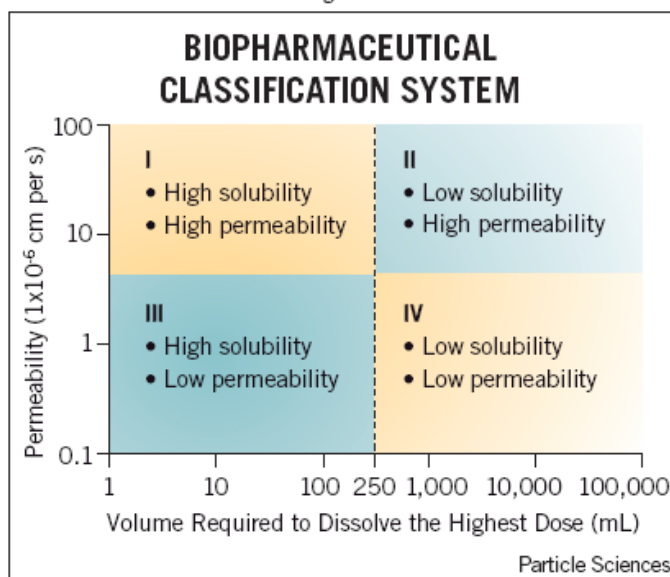 BIOPHARMACEUTICAL
CLASSIFICATION SYSTEM
Permeability (1x10⁻⁶ cm per s)
100
10
1
0.1
I
• High solubility
• High permeability
II
• Low solubility
• High permeability
III
• High solubility
• Low permeability
IV
• Low solubility
• Low permeability
1 10 100 250 1,000 10,000 100,000
Volume Required to Dissolve the Highest Dose (mL)
Particle Sciences